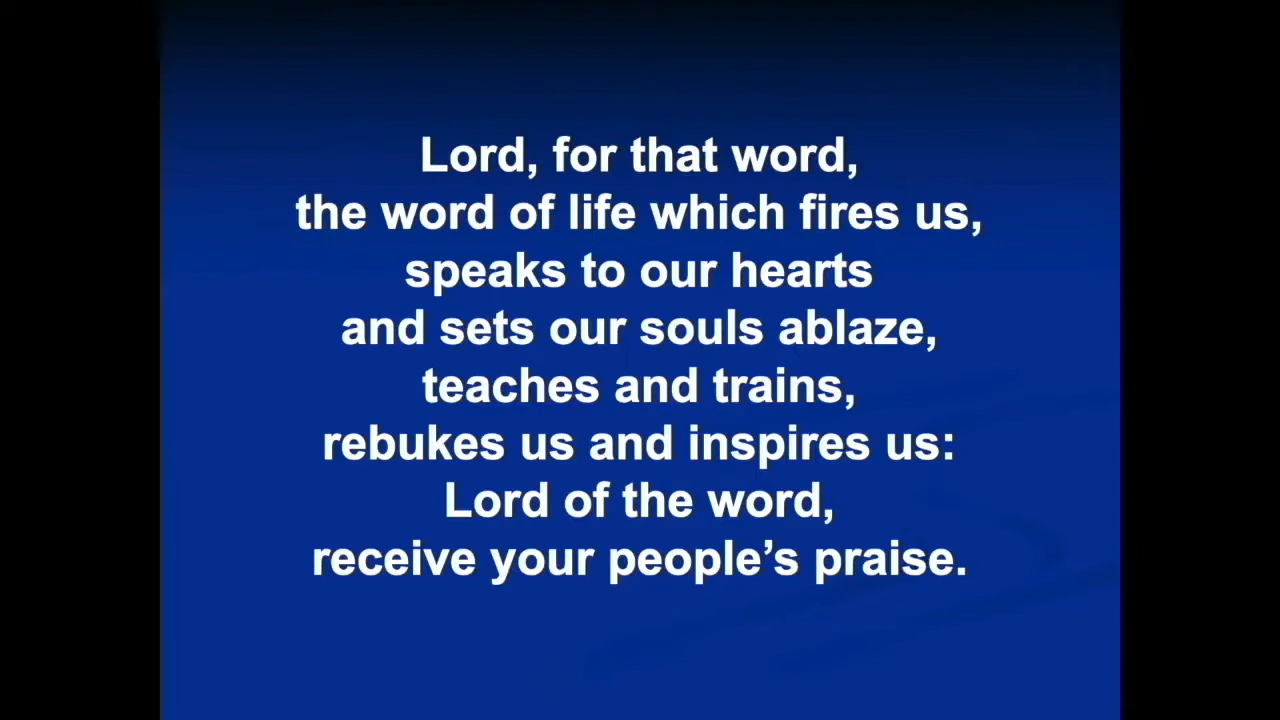 Lord, for that word,
the word of life which fires us,
speaks to our hearts
and sets our souls ablaze,
teaches and trains,
rebukes us and inspires us:
Lord of the word,
receive your people’s praise.